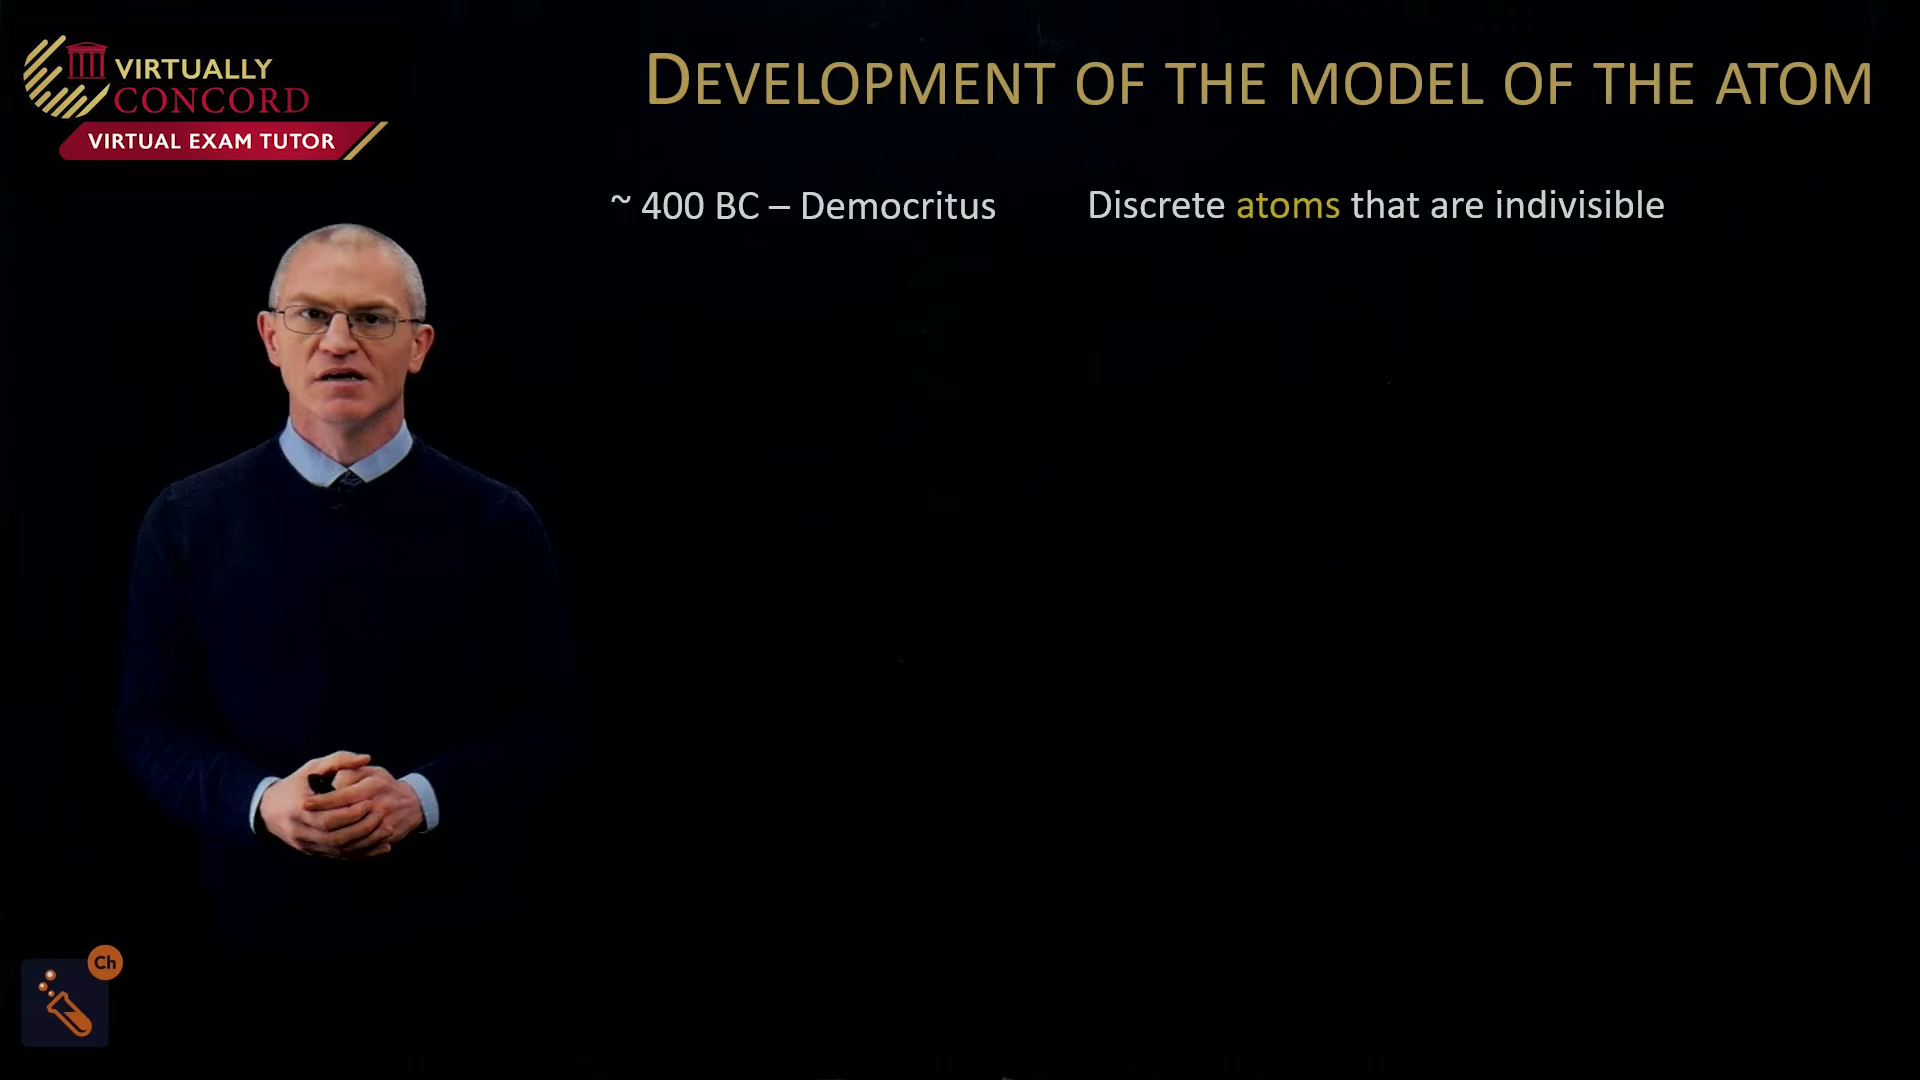 VIRTUALLY
CONCORD
VIRTUAL EXAM TUTOR
DEVELOPMENT OF THE MODEL OF THE ATOM
~ 400 BC – Democritus
Discrete atoms that are indivisible
Ch